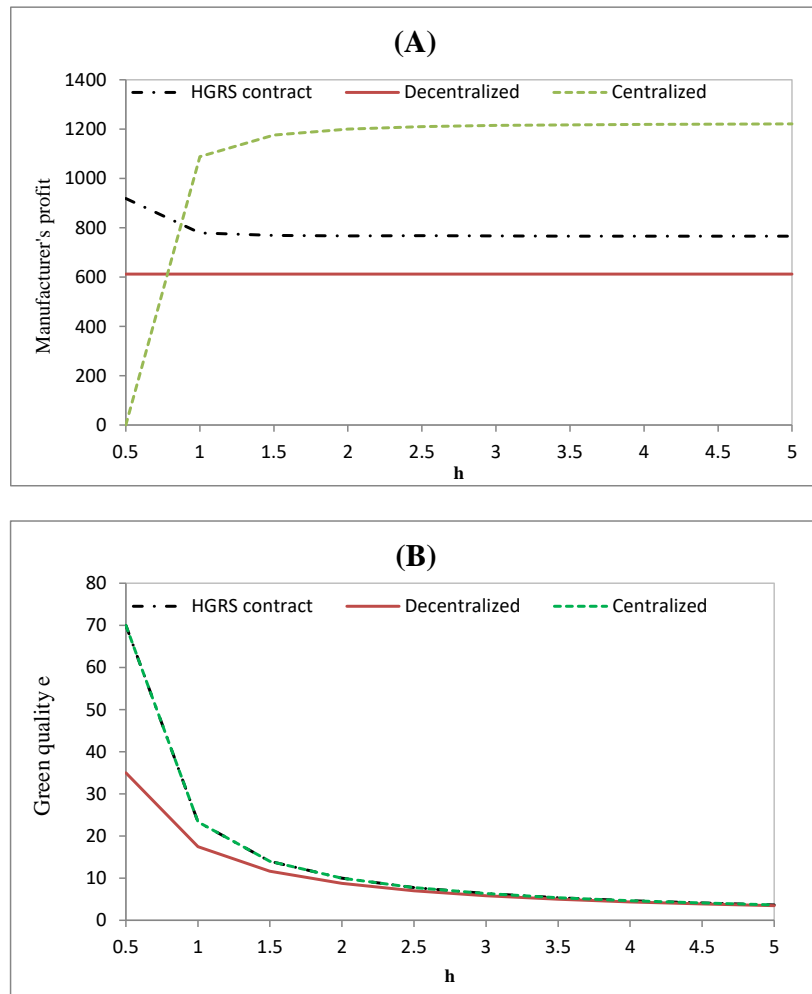 (A)
1400
HGRS contract Decentralized Centralized
1200
1000
800
600
400
200
0
Manufacturer's profit
0.5 1 1.5 2 2.5 3 3.5 4 4.5 5
h
(B)
80
HGRS contract Decentralized Centralized
70
60
50
40
30
20
10
0
Green quality e
0.5 1 1.5 2 2.5 3 3.5 4 4.5 5
h